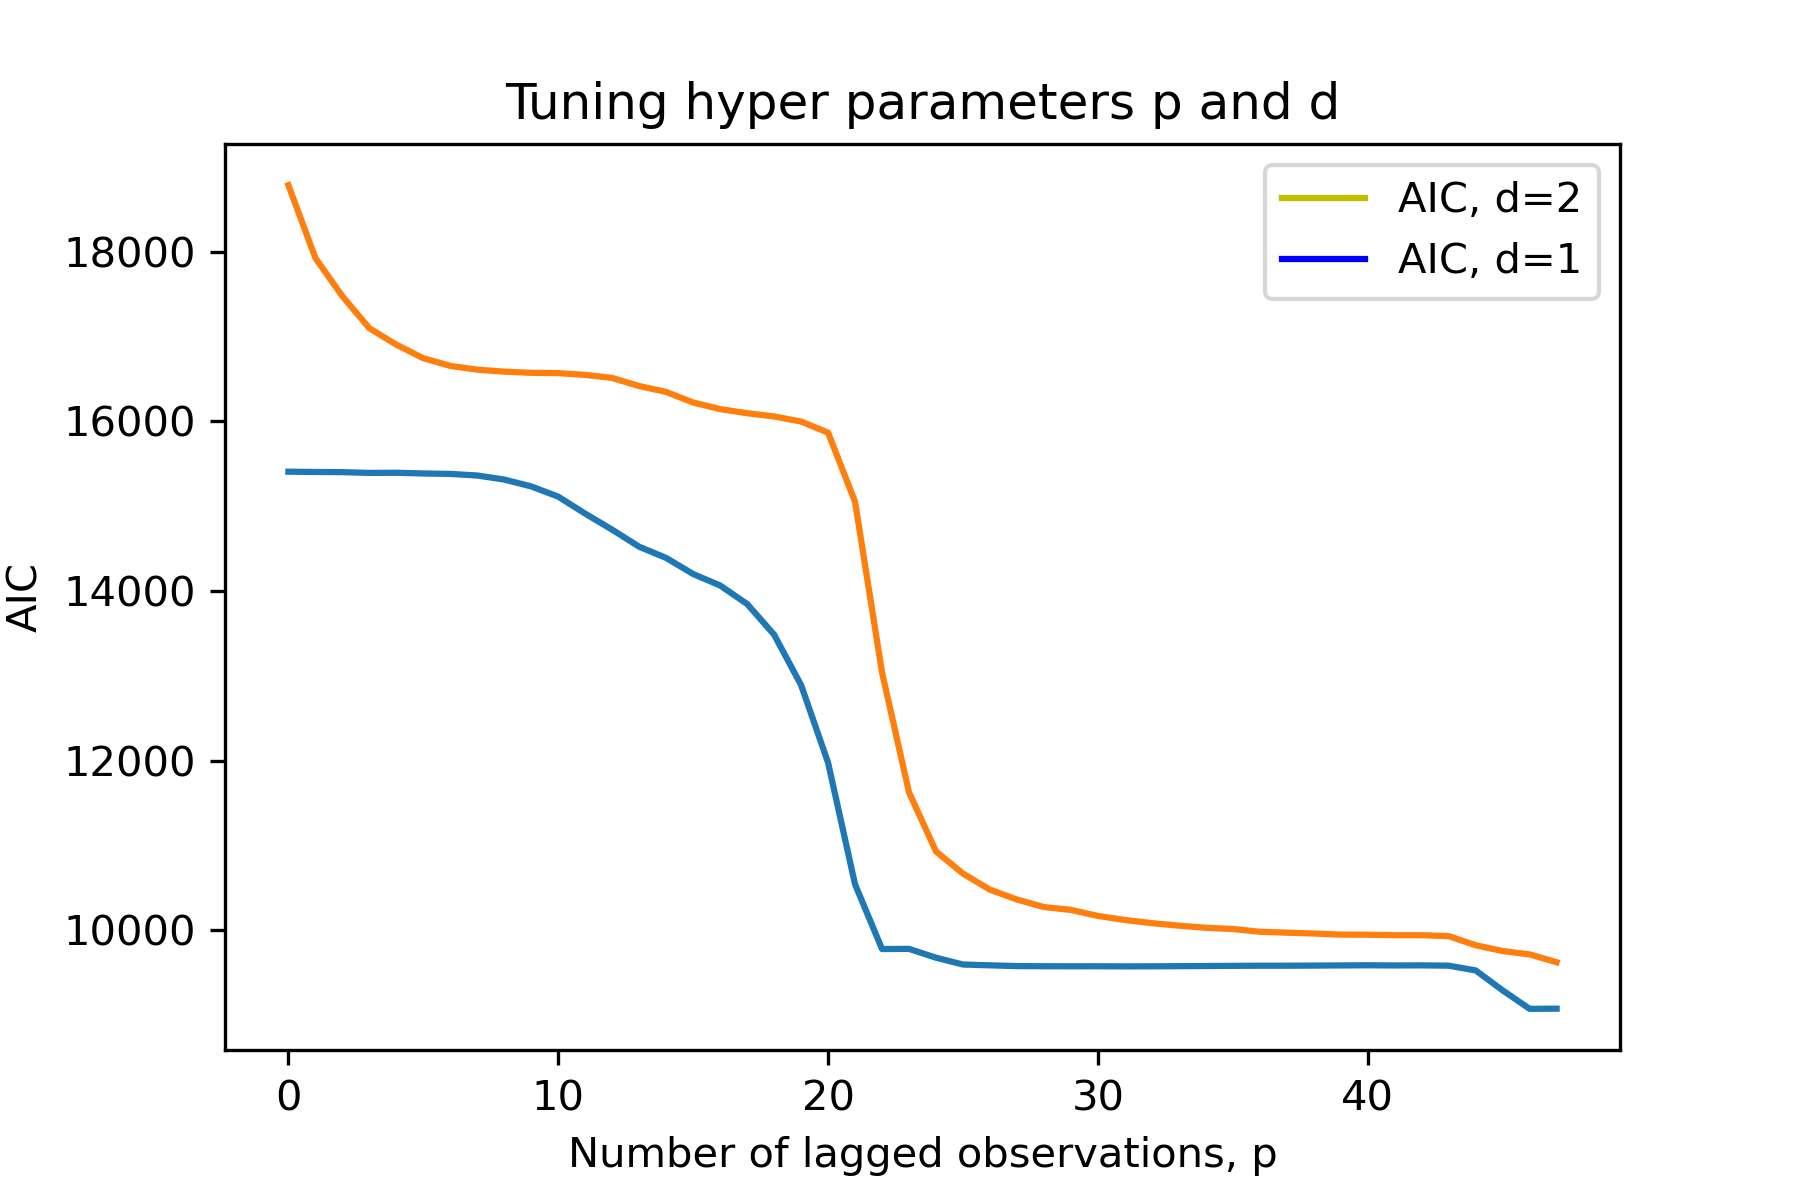 Tuning hyper parameters p and d
AIC, d=2
AIC, d=1
AIC
18000
16000
14000
12000
10000
0 10 20 30 40
Number of lagged observations, p